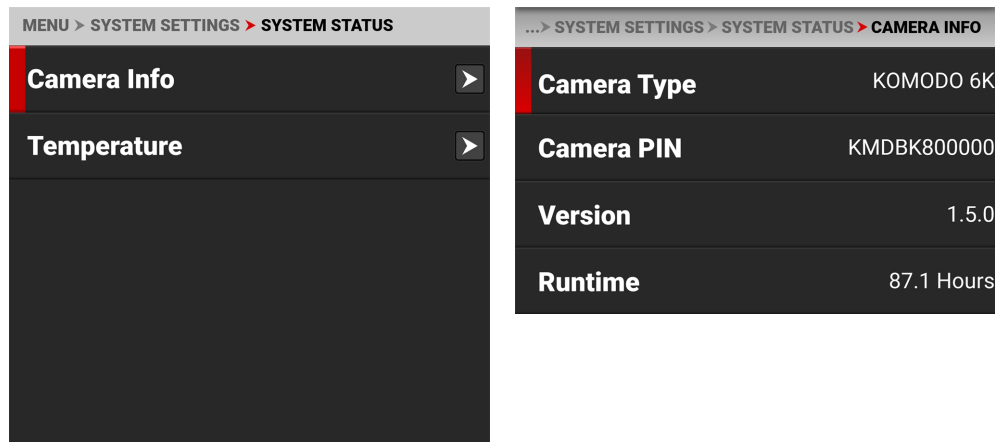 MENU ➤ SYSTEM SETTINGS ➤ SYSTEM STATUS
Camera Info
Temperature
...➤ SYSTEM SETTINGS ➤ SYSTEM STATUS ➤ CAMERA INFO
Camera Type KOMODO 6K
Camera PIN KMDBK800000
Version 1.5.0
Runtime 87.1 Hours